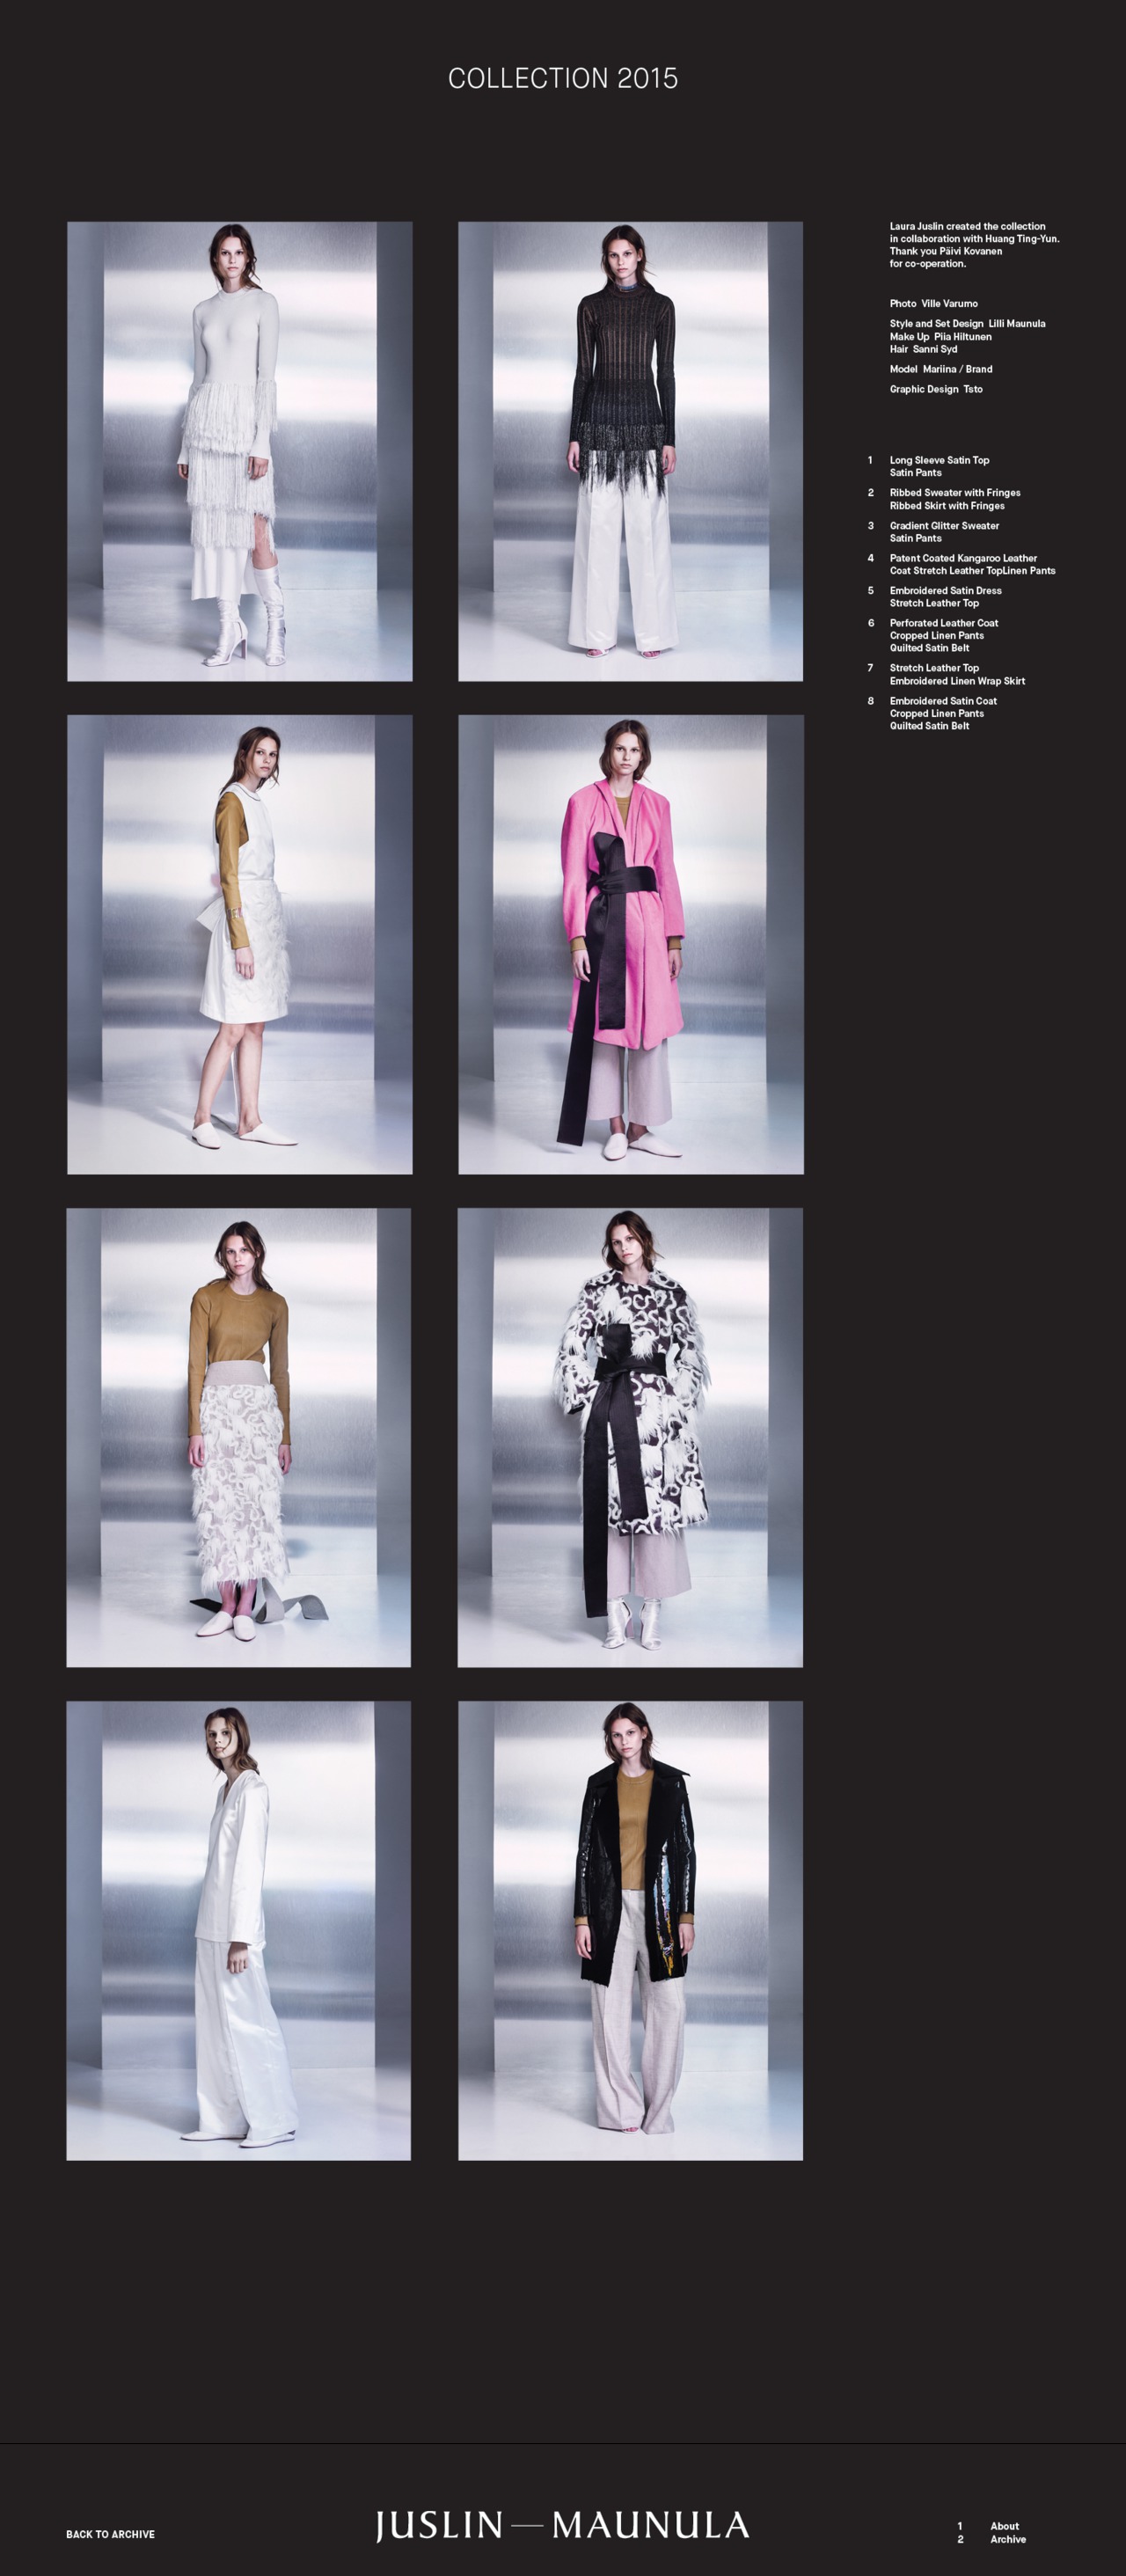 COLLECTION 2015
Laura Juslin created the collection
in collaboration with Huang Ting-Yun.
Thank you Päivi Kovanen
for co-operation.
Photo  Ville Varumo
Style and Set Design  Lilli Maunula
Make Up  Piia Hiltunen
Hair  Sanni Syd
Model  Mariina / Brand
Graphic Design  Tsto
1 Long Sleeve Satin Top
Satin Pants
2 Ribbed Sweater with Fringes
Ribbed Skirt with Fringes
3 Gradient Glitter Sweater
Satin Pants
4 Patent Coated Kangaroo Leather
Coat Stretch Leather TopLinen Pants
5 Embroidered Satin Dress
Stretch Leather Top
6 Perforated Leather Coat
Cropped Linen Pants
Quilted Satin Belt
7 Stretch Leather Top
Embroidered Linen Wrap Skirt
8 Embroidered Satin Coat
Cropped Linen Pants
Quilted Satin Belt
BACK TO ARCHIVE
JUSLIN — MAUNULA
1 About
2 Archive